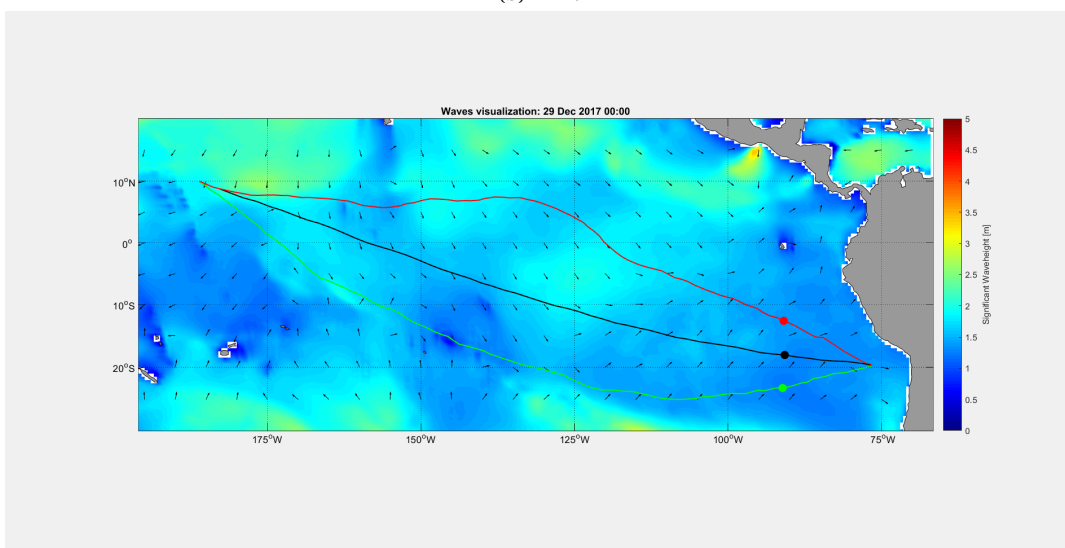 Waves visualization: 29 Dec 2017 00:00
10°N
0°
10°S
20°S
175°W
150°W
125°W
100°W
75°W
5
4.5
4
3.5
3
2.5
2
1.5
1
0.5
0
Significant Waveheight [m]